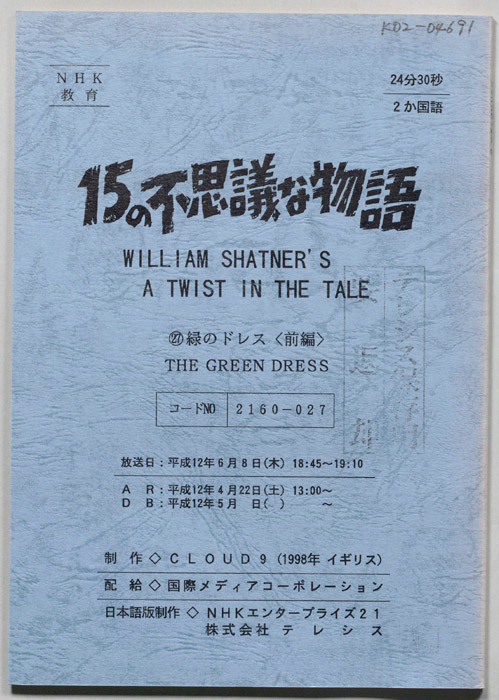 KD2-04691
NHK
教育
24分30秒
2か国語
15の不思議な物語
WILLIAM SHATNER'S
A TWIST IN THE TALE
㉗緑のドレス〈前編〉
THE GREEN DRESS
コードNO 2160-027
放送日：平成12年6月8日(木) 18:45～19:10
AR：平成12年4月22日(土) 13:00～
DB：平成12年5月　日(　)　～
制作◇CLOUD9 (1998年 イギリス)
配給◇国際メディアコーポレーション
日本語版制作◇NHKエンタープライズ21
株式会社テレシス